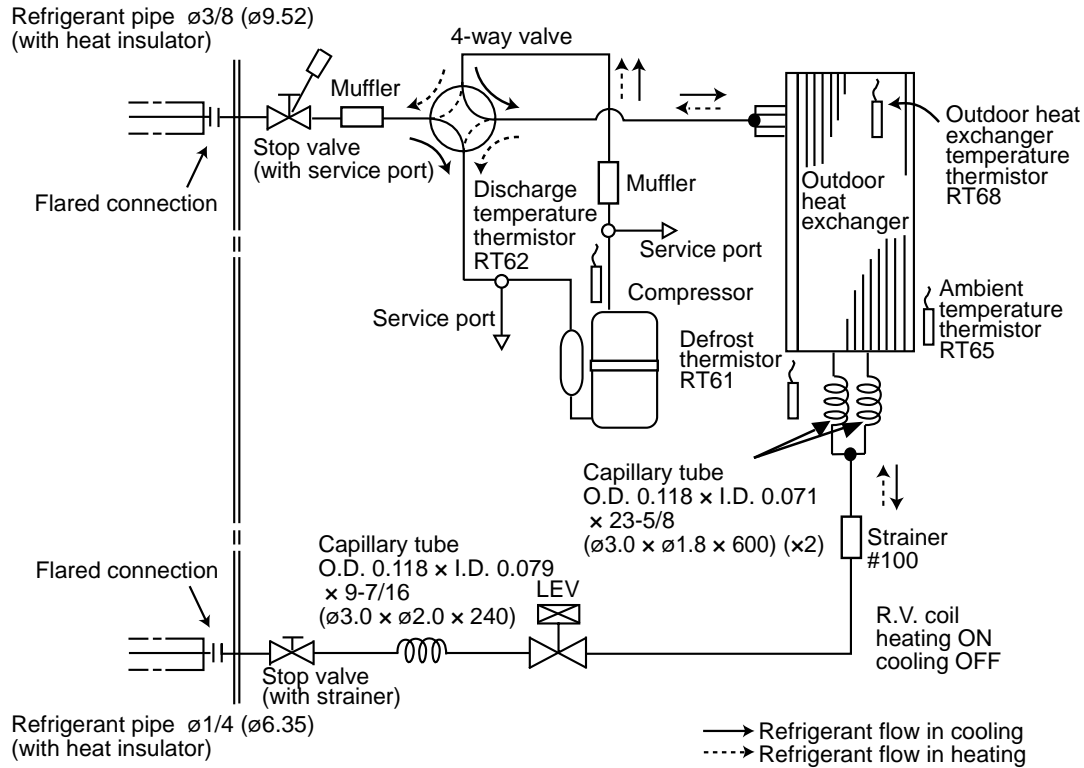 Refrigerant pipe ø3/8 (ø9.52)
(with heat insulator)
4-way valve
Muffler
Stop valve
(with service port)
Flared connection
Discharge
temperature
thermistor
RT62
Muffler
Service port
Outdoor
heat
exchanger
Outdoor heat
exchanger
temperature
thermistor
RT68
Service port
Compressor
Defrost
thermistor
RT61
Ambient
temperature
thermistor
RT65
Capillary tube
O.D. 0.118 × I.D. 0.071
× 23-5/8
(ø3.0 × ø1.8 × 600) (×2)
Strainer
#100
Flared connection
Capillary tube
O.D. 0.118 × I.D. 0.079
× 9-7/16
(ø3.0 × ø2.0 × 240)
LEV
R.V. coil
heating ON
cooling OFF
Stop valve
(with strainer)
Refrigerant pipe ø1/4 (ø6.35)
(with heat insulator)
Refrigerant flow in cooling
Refrigerant flow in heating